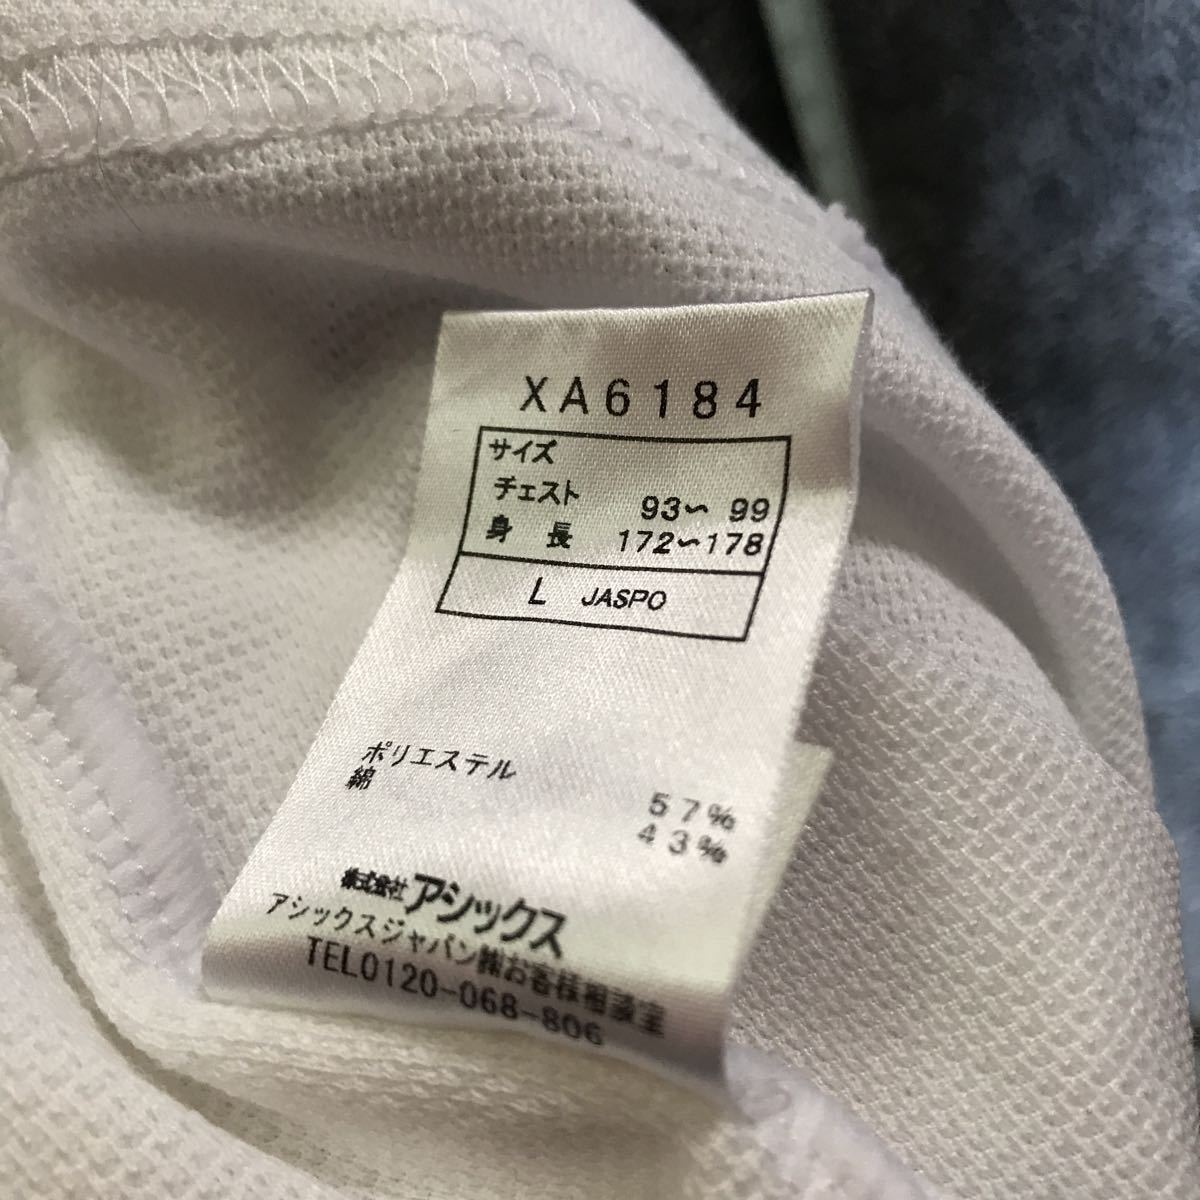 XA6184
サイズ
チェスト 93〜99
身長 172〜178
L JASPO
ポリエステル 57%
綿 43%
株式会社アシックス
アシックスジャパン㈱お客様相談室
TEL0120-068-806